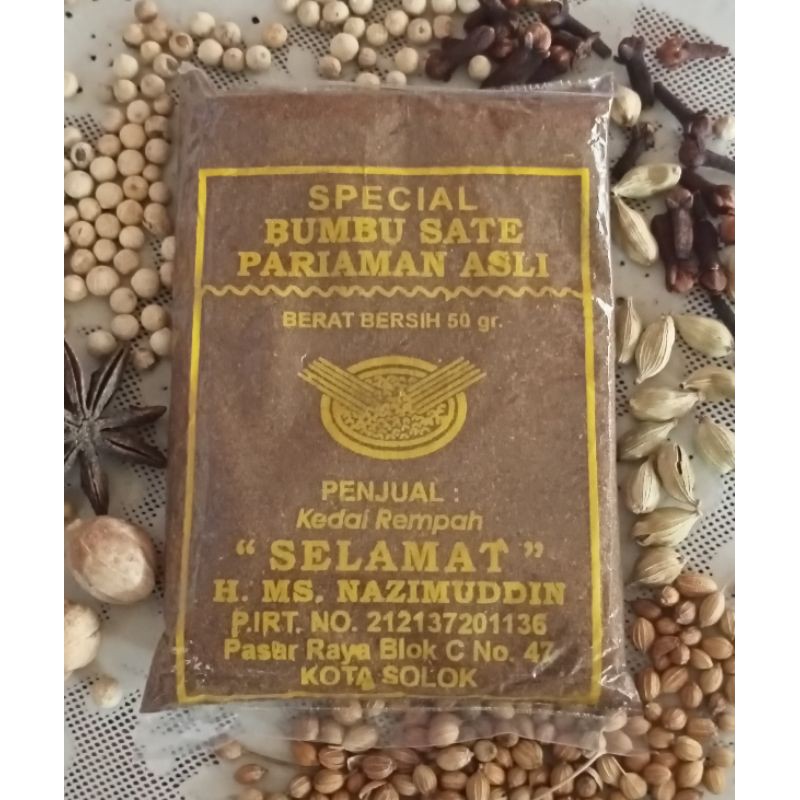 SPECIAL
BUMBU SATE
PARIAMAN ASLI
BERAT BERSIH 50 gr.
PENJUAL :
Kedai Rempah
“ SELAMAT ”
H. MS. NAZIMUDDIN
P.IRT. NO. 212137201136
Pasar Raya Blok C No. 47
KOTA SOLOK